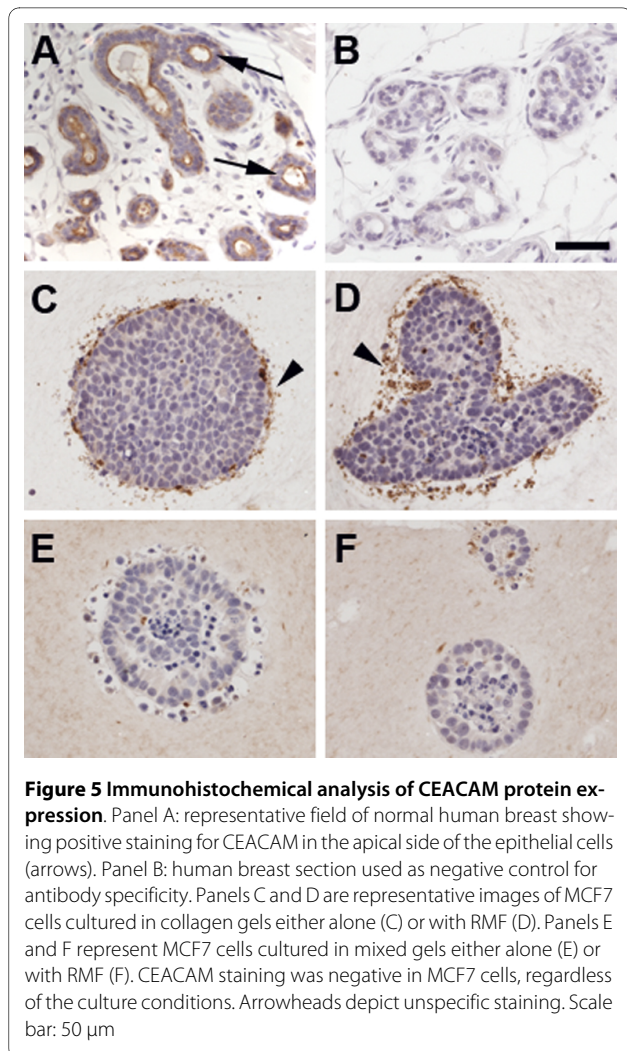 A
B
C
D
E
F
Figure 5 Immunohistochemical analysis of CEACAM protein ex-
pression. Panel A: representative field of normal human breast show-
ing positive staining for CEACAM in the apical side of the epithelial cells
(arrows). Panel B: human breast section used as negative control for
antibody specificity. Panels C and D are representative images of MCF7
cells cultured in collagen gels either alone (C) or with RMF (D). Panels E
and F represent MCF7 cells cultured in mixed gels either alone (E) or
with RMF (F). CEACAM staining was negative in MCF7 cells, regardless
of the culture conditions. Arrowheads depict unspecific staining. Scale
bar: 50 μm